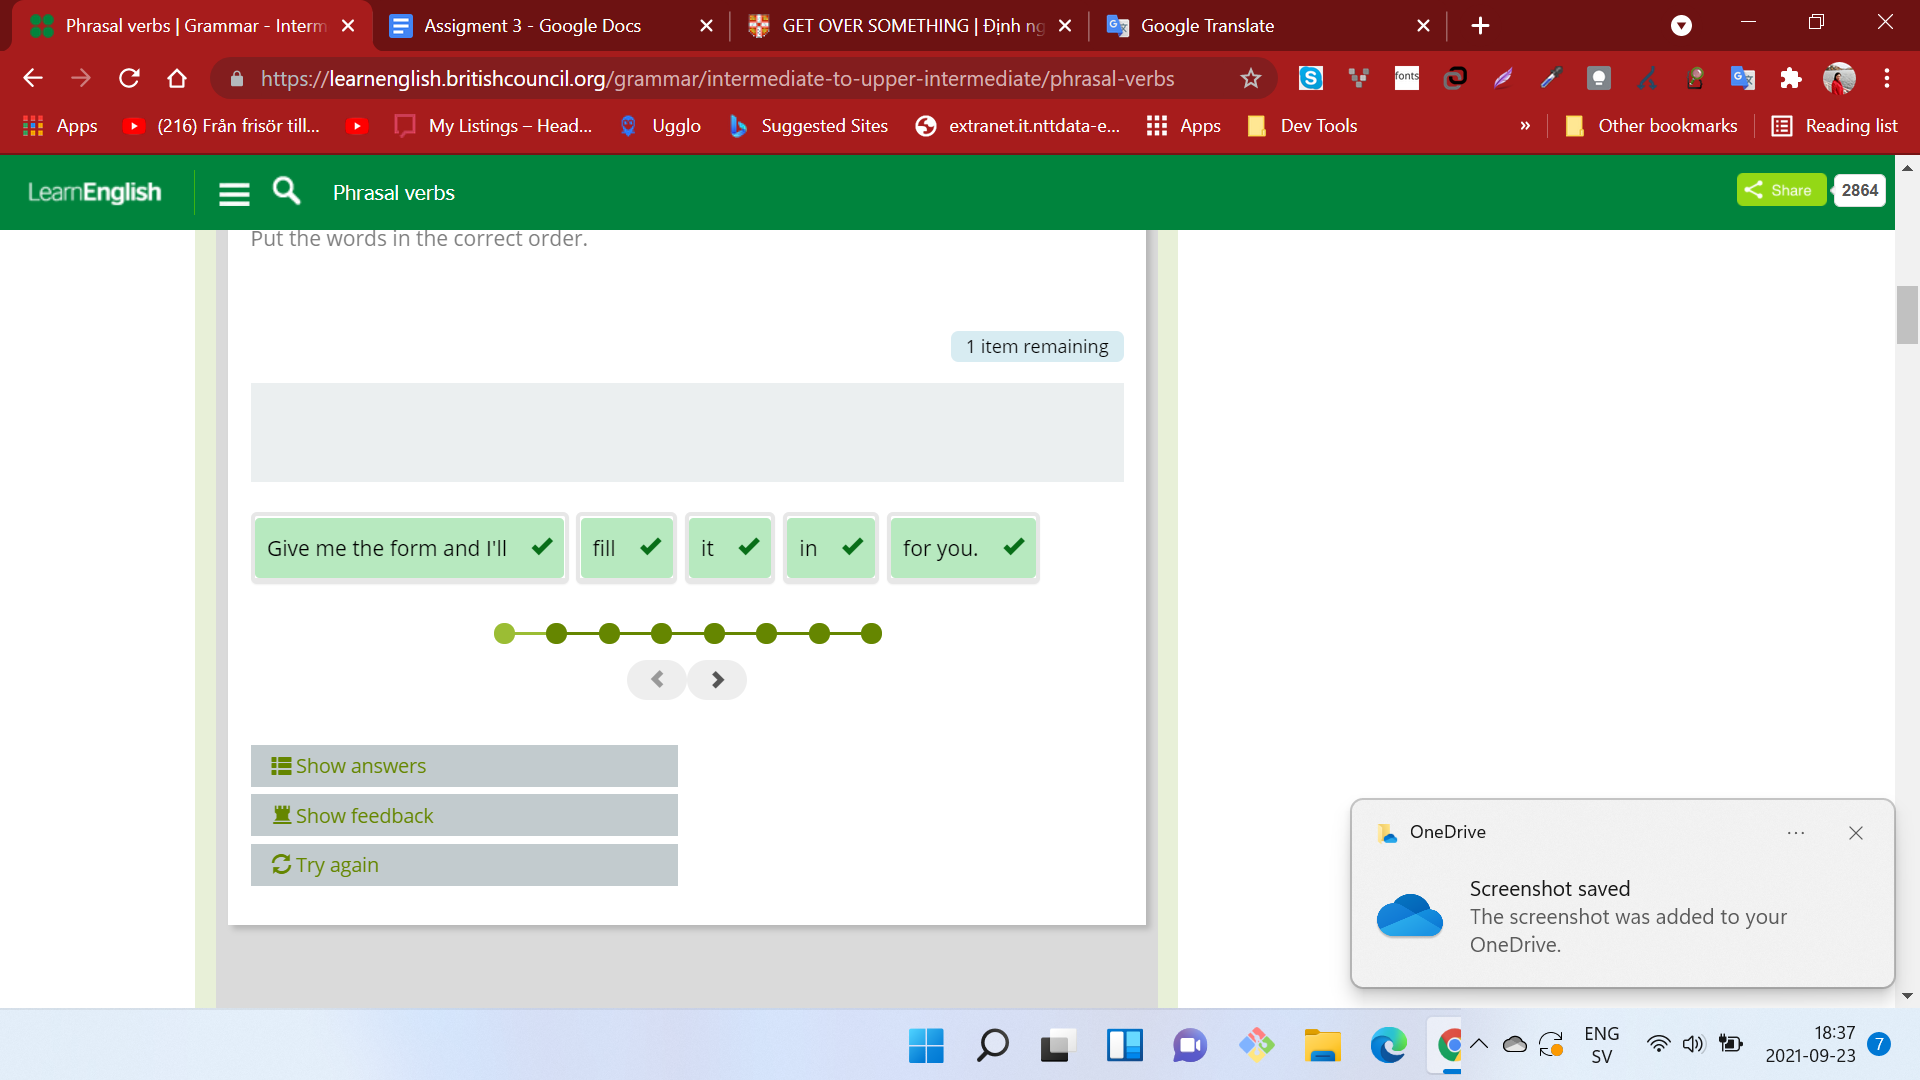 Phrasal verbs | Grammar - Interm
Assigment 3 - Google Docs
GET OVER SOMETHING | Định ng
Google Translate
https://learnenglish.britishcouncil.org/grammar/intermediate-to-upper-intermediate/phrasal-verbs
fonts
Apps
(216) Från frisör till...
My Listings – Head...
Ugglo
Suggested Sites
extranet.it.nttdata-e...
Apps
Dev Tools
»
Other bookmarks
Reading list
LearnEnglish
Phrasal verbs
Share
2864
Put the words in the correct order.
1 item remaining
Give me the form and I'll
fill
it
in
for you.
Show answers
Show feedback
Try again
OneDrive
Screenshot saved
The screenshot was added to your
OneDrive.
ENG
SV
18:37
2021-09-23
7